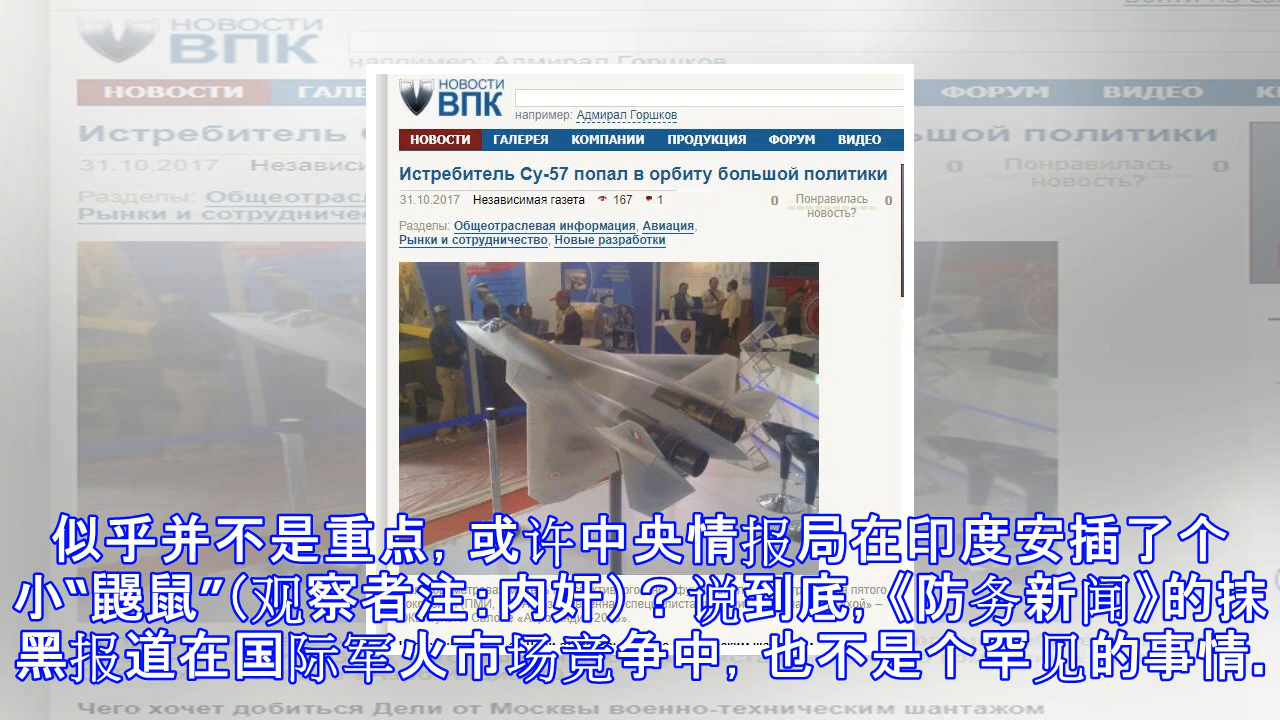 НОВОСТИ
ВПК
например: Адмирал Горшков
НОВОСТИ ГАЛЕРЕЯ КОМПАНИИ ПРОДУКЦИЯ ФОРУМ ВИДЕО
Истребитель Су-57 попал в орбиту большой политики
31.10.2017 Независимая газета 167 1 0 Понравилась новость? 0
Разделы: Общеотраслевая информация, Авиация,
Рынки и сотрудничество, Новые разработки
似乎并不是重点, 或许中央情报局在印度安插了个
小“鼹鼠”(观察者注:内奸)?说到底,《防务新闻》的抹
黑报道在国际军火市场竞争中, 也不是个罕见的事情.
Чего хочет добиться Дели от Москвы военно-техническим шантажом